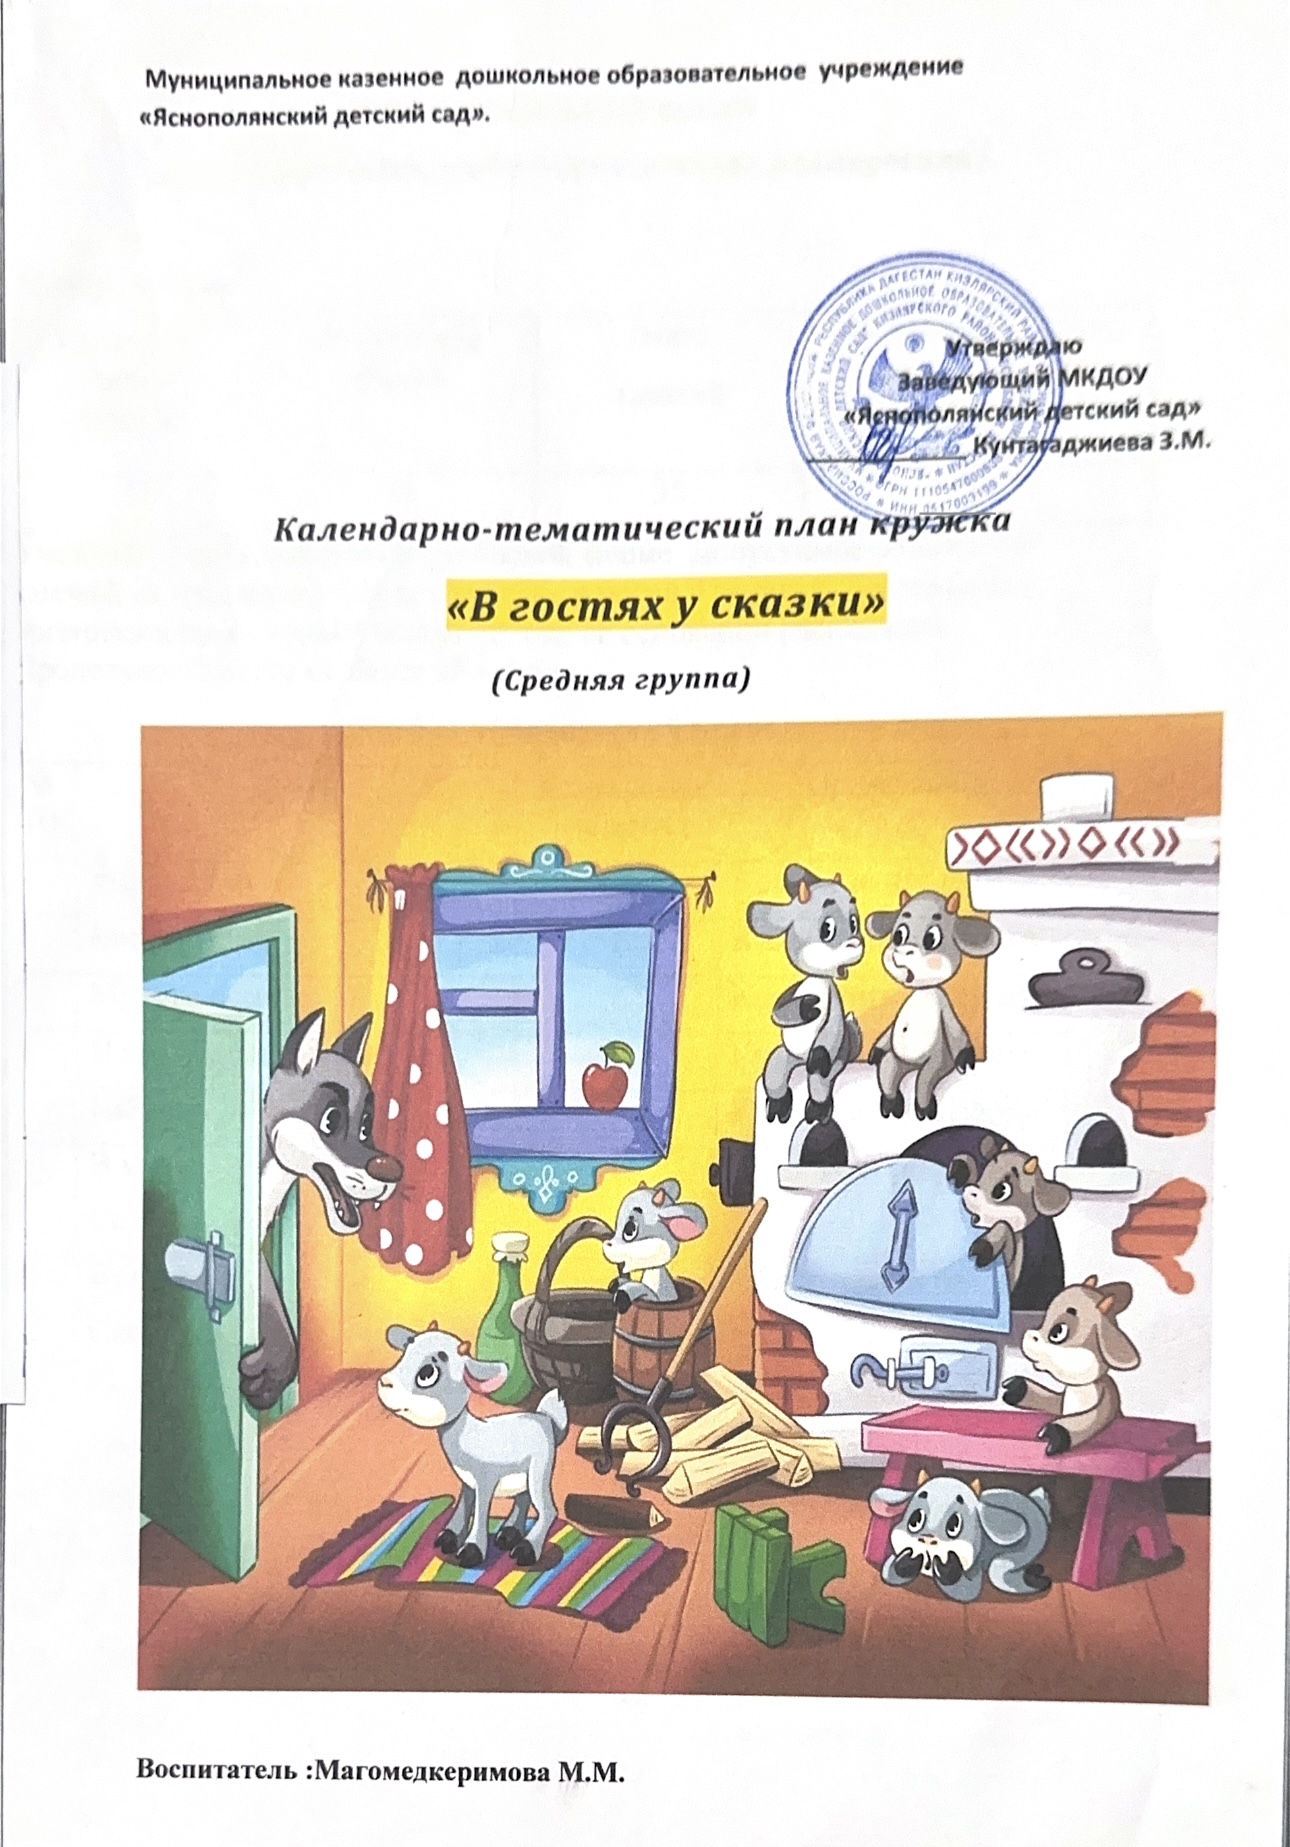 Муниципальное казенное дошкольное образовательное учреждение
«Яснополянский детский сад».
Утверждаю
Заведующий МКДОУ
«Яснополянский детский сад»
Кунтагаджиева З.М.
Календарно-тематический план кружка
«В гостях у сказки»
(Средняя группа)
Воспитатель :Магомедкеримова М.М.